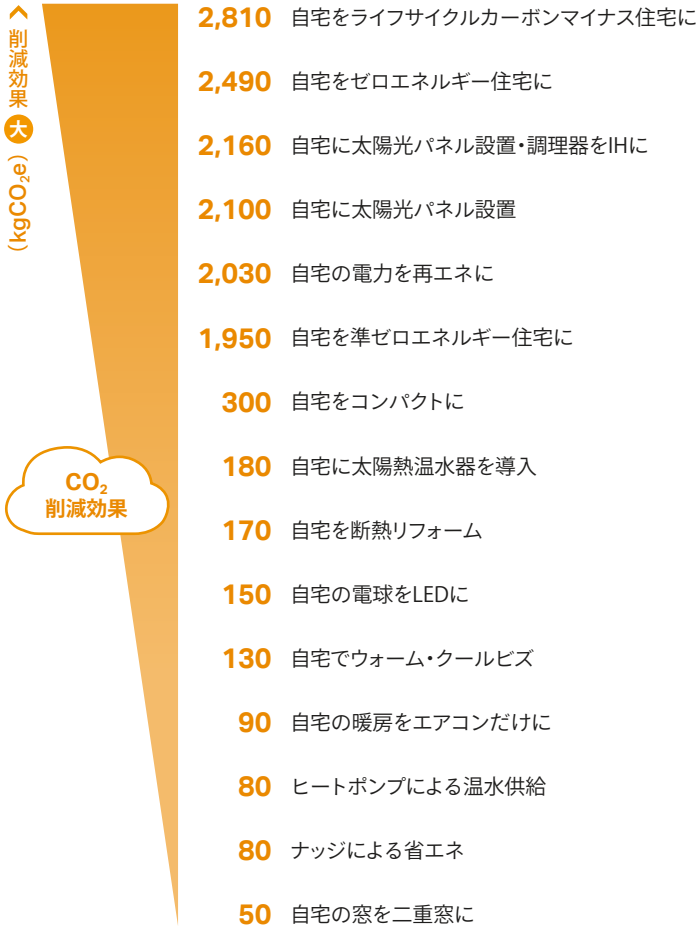 削減効果 大 (kgCO₂e)
2,810 自宅をライフサイクルカーボンマイナス住宅に
2,490 自宅をゼロエネルギー住宅に
2,160 自宅に太陽光パネル設置・調理器をIHに
2,100 自宅に太陽光パネル設置
2,030 自宅の電力を再エネに
1,950 自宅を準ゼロエネルギー住宅に
300 自宅をコンパクトに
180 自宅に太陽熱温水器を導入
CO₂
削減効果
170 自宅を断熱リフォーム
150 自宅の電球をLEDに
130 自宅でウォーム・クールビズ
90 自宅の暖房をエアコンだけに
80 ヒートポンプによる温水供給
80 ナッジによる省エネ
50 自宅の窓を二重窓に